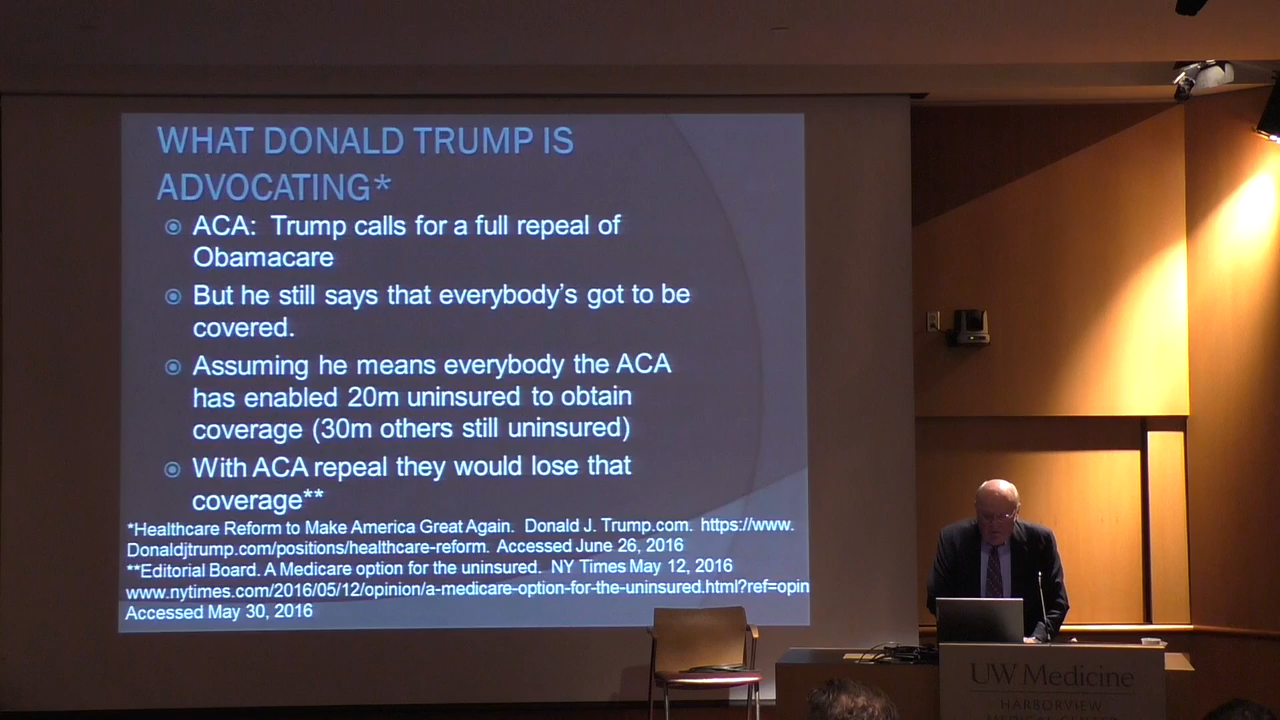 WHAT DONALD TRUMP IS
ADVOCATING*
ACA: Trump calls for a full repeal of
Obamacare
But he still says that everybody's got to be
covered.
Assuming he means everybody the ACA
has enabled 20m uninsured to obtain
coverage (30m others still uninsured)
With ACA repeal they would lose that
coverage**
*Healthcare Reform to Make America Great Again. Donald J. Trump.com. https://www.
Donaldjtrump.com/positions/healthcare-reform. Accessed June 26, 2016
**Editorial Board. A Medicare option for the uninsured. NY Times May 12, 2016
www.nytimes.com/2016/05/12/opinion/a-medicare-option-for-the-uninsured.html?ref=opin
Accessed May 30, 2016
UW Medicine
HARBORVIEW